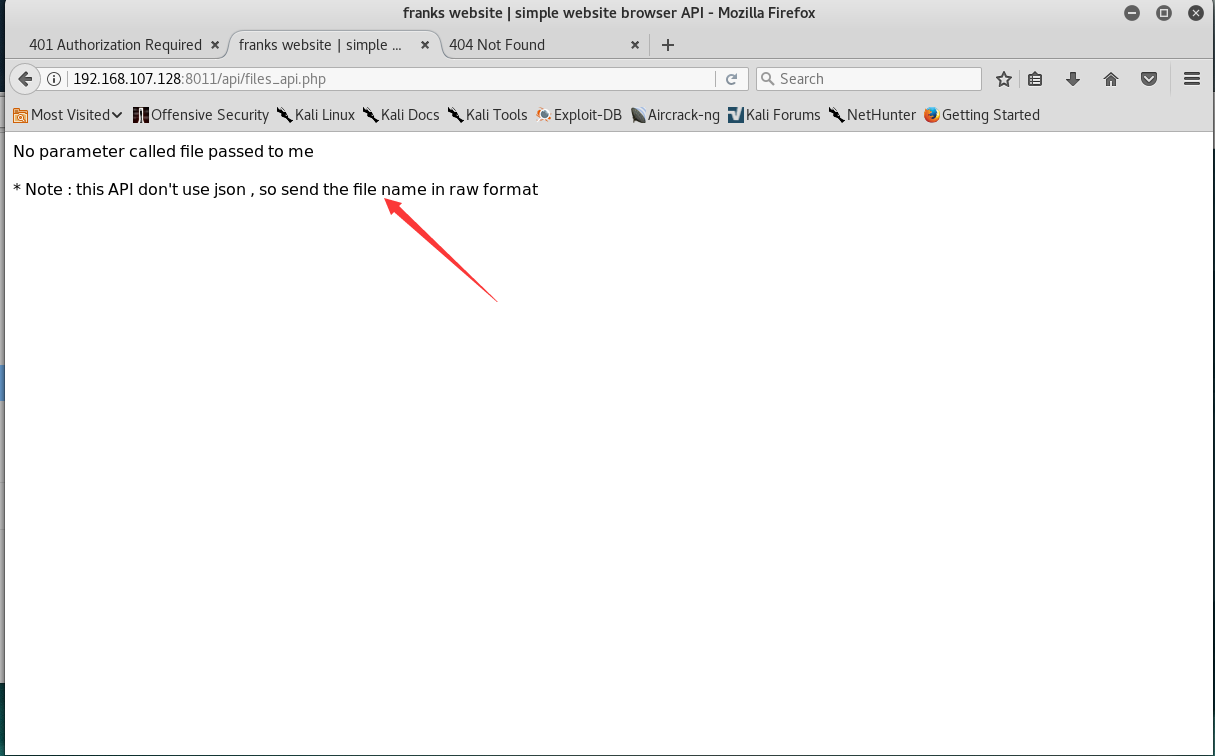 franks website | simple website browser API - Mozilla Firefox
401 Authorization Required
franks website | simple ...
404 Not Found
192.168.107.128:8011/api/files_api.php
Search
Most Visited
Offensive Security
Kali Linux
Kali Docs
Kali Tools
Exploit-DB
Aircrack-ng
Kali Forums
NetHunter
Getting Started
No parameter called file passed to me
* Note : this API don't use json , so send the file name in raw format